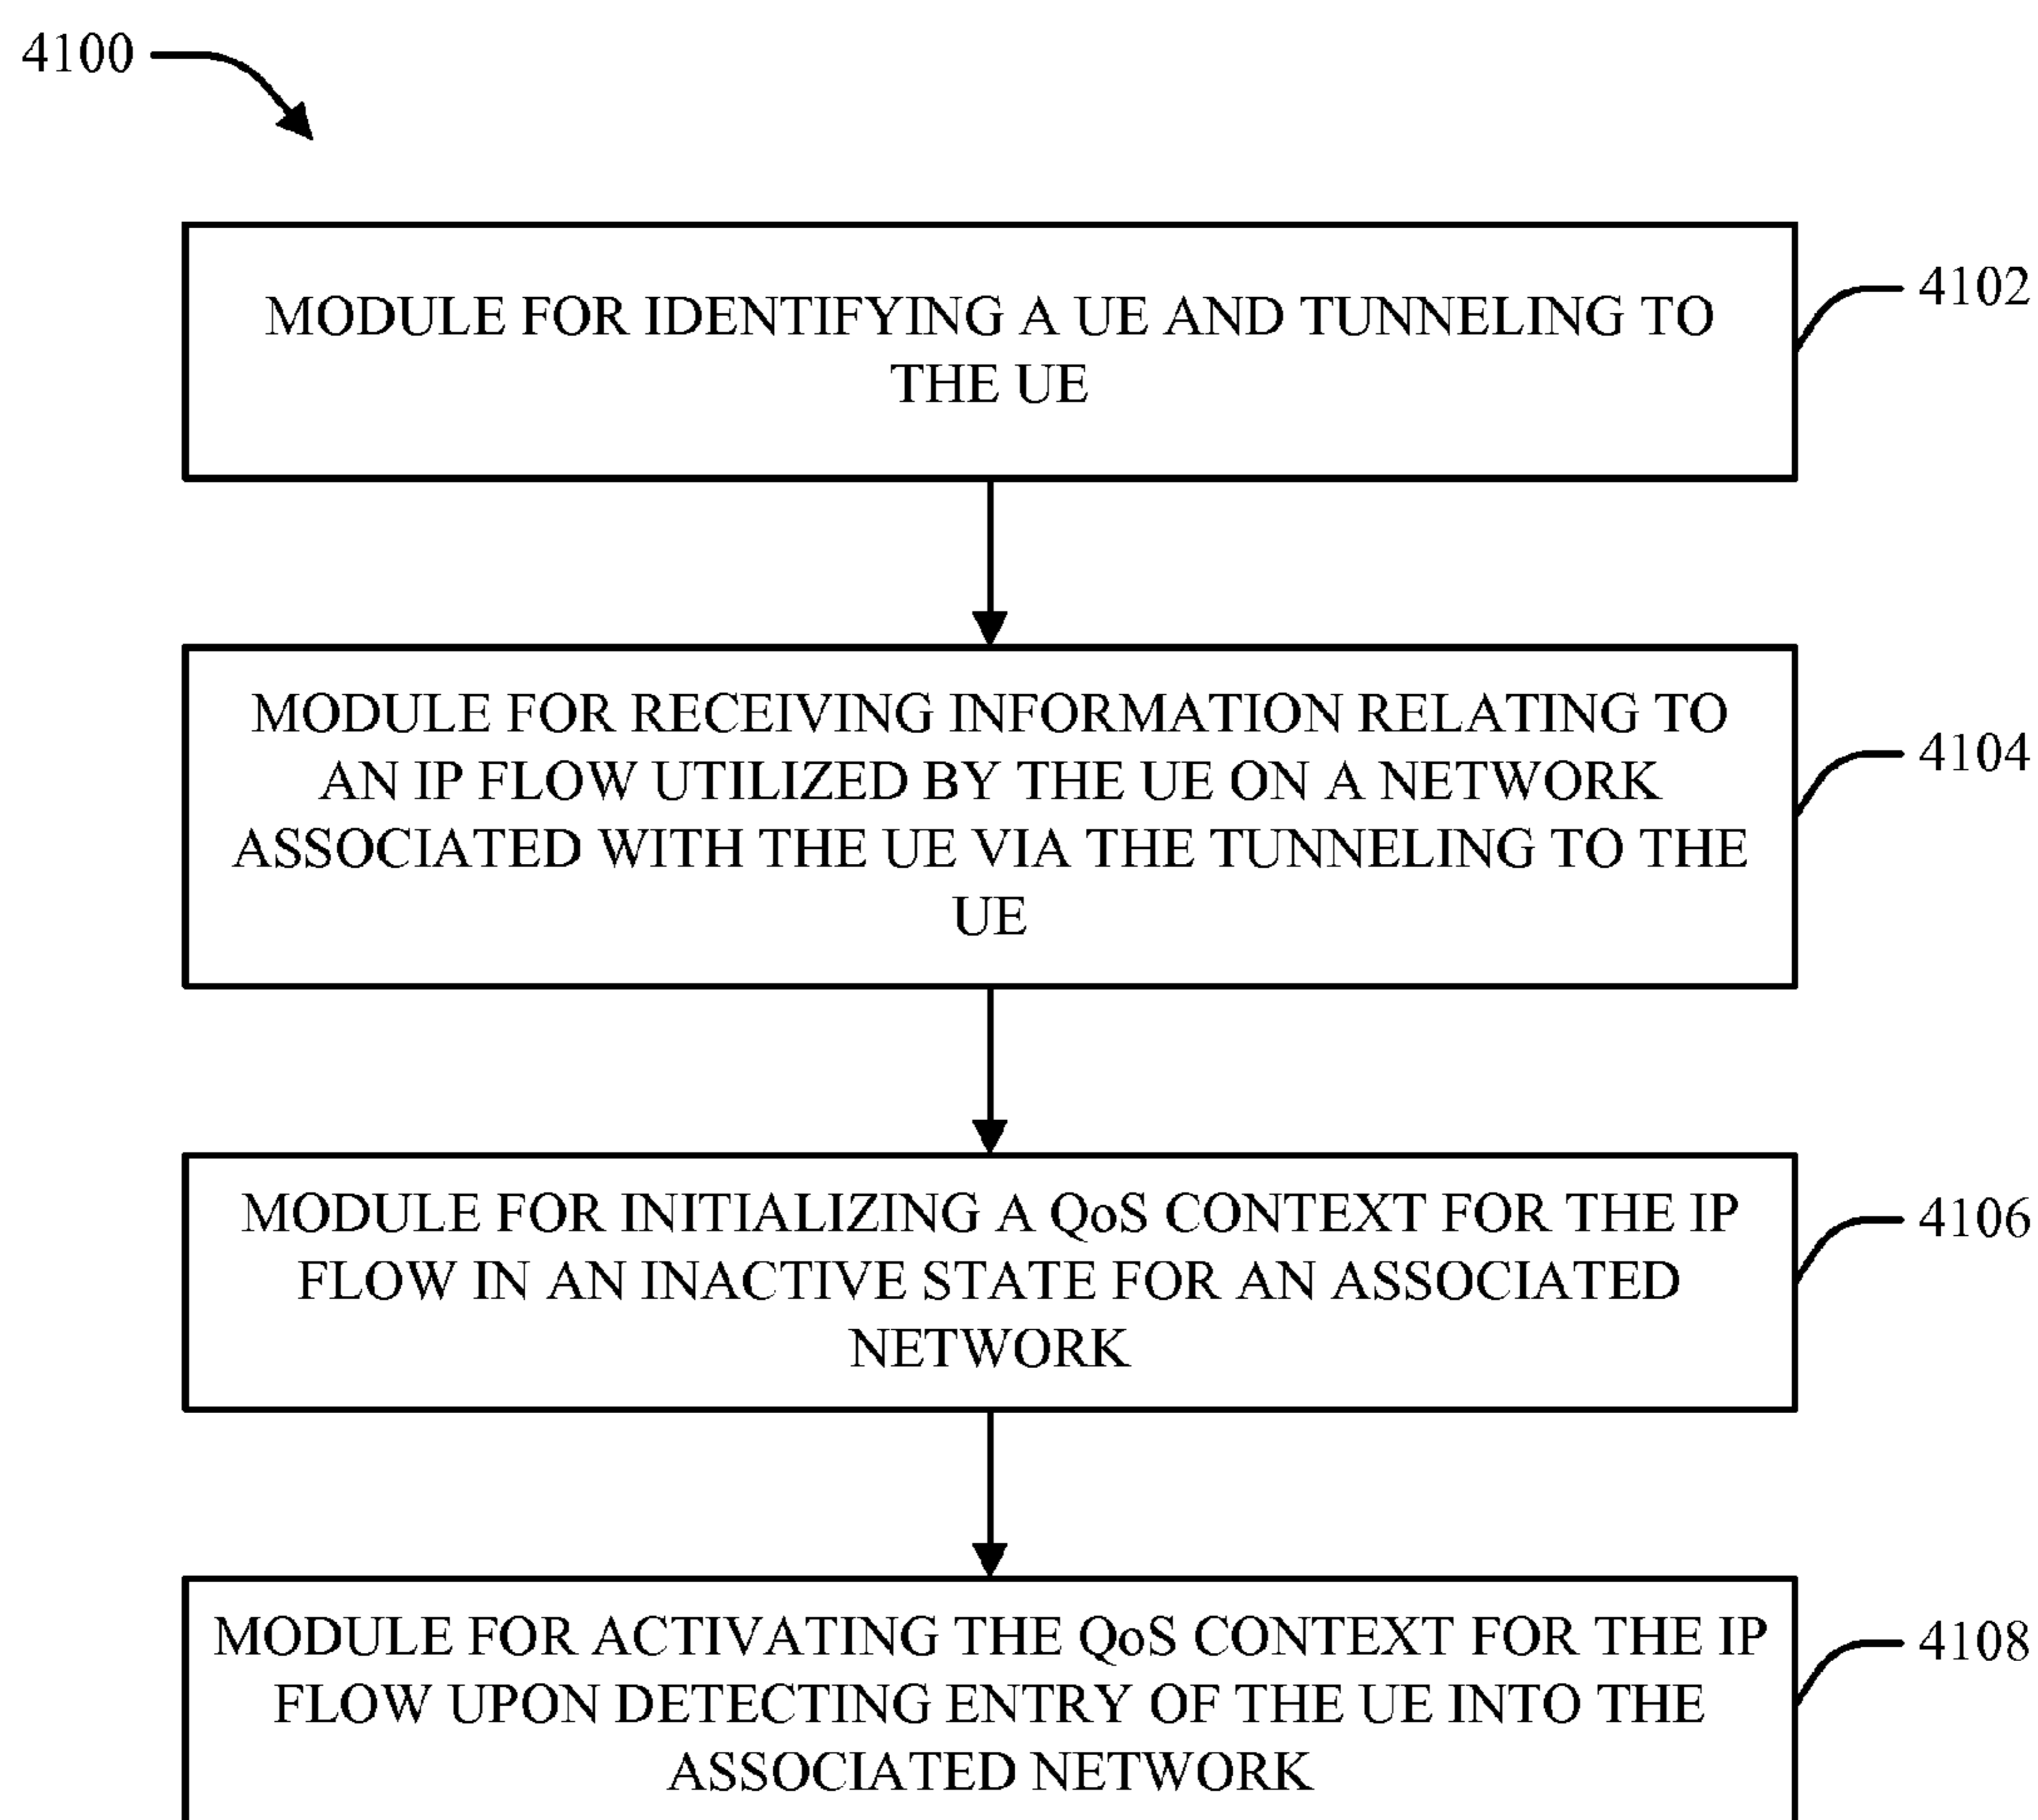 4100
MODULE FOR IDENTIFYING A UE AND TUNNELING TO
THE UE
4102
MODULE FOR RECEIVING INFORMATION RELATING TO
AN IP FLOW UTILIZED BY THE UE ON A NETWORK
ASSOCIATED WITH THE UE VIA THE TUNNELING TO THE
UE
4104
MODULE FOR INITIALIZING A QoS CONTEXT FOR THE IP
FLOW IN AN INACTIVE STATE FOR AN ASSOCIATED
NETWORK
4106
MODULE FOR ACTIVATING THE QoS CONTEXT FOR THE IP
FLOW UPON DETECTING ENTRY OF THE UE INTO THE
ASSOCIATED NETWORK
4108